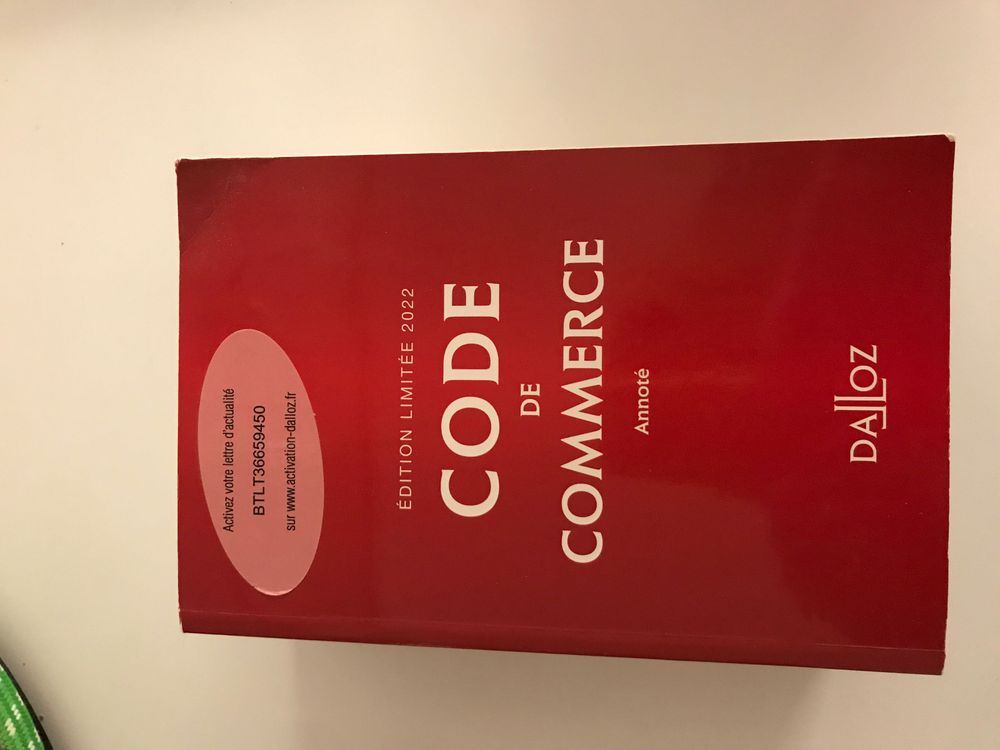 Activez votre lettre d'actualité
BTLT36659450
sur www.activation-dalloz.fr
ÉDITION LIMITÉE 2022
CODE
DE
COMMERCE
Annoté
DALLOZ